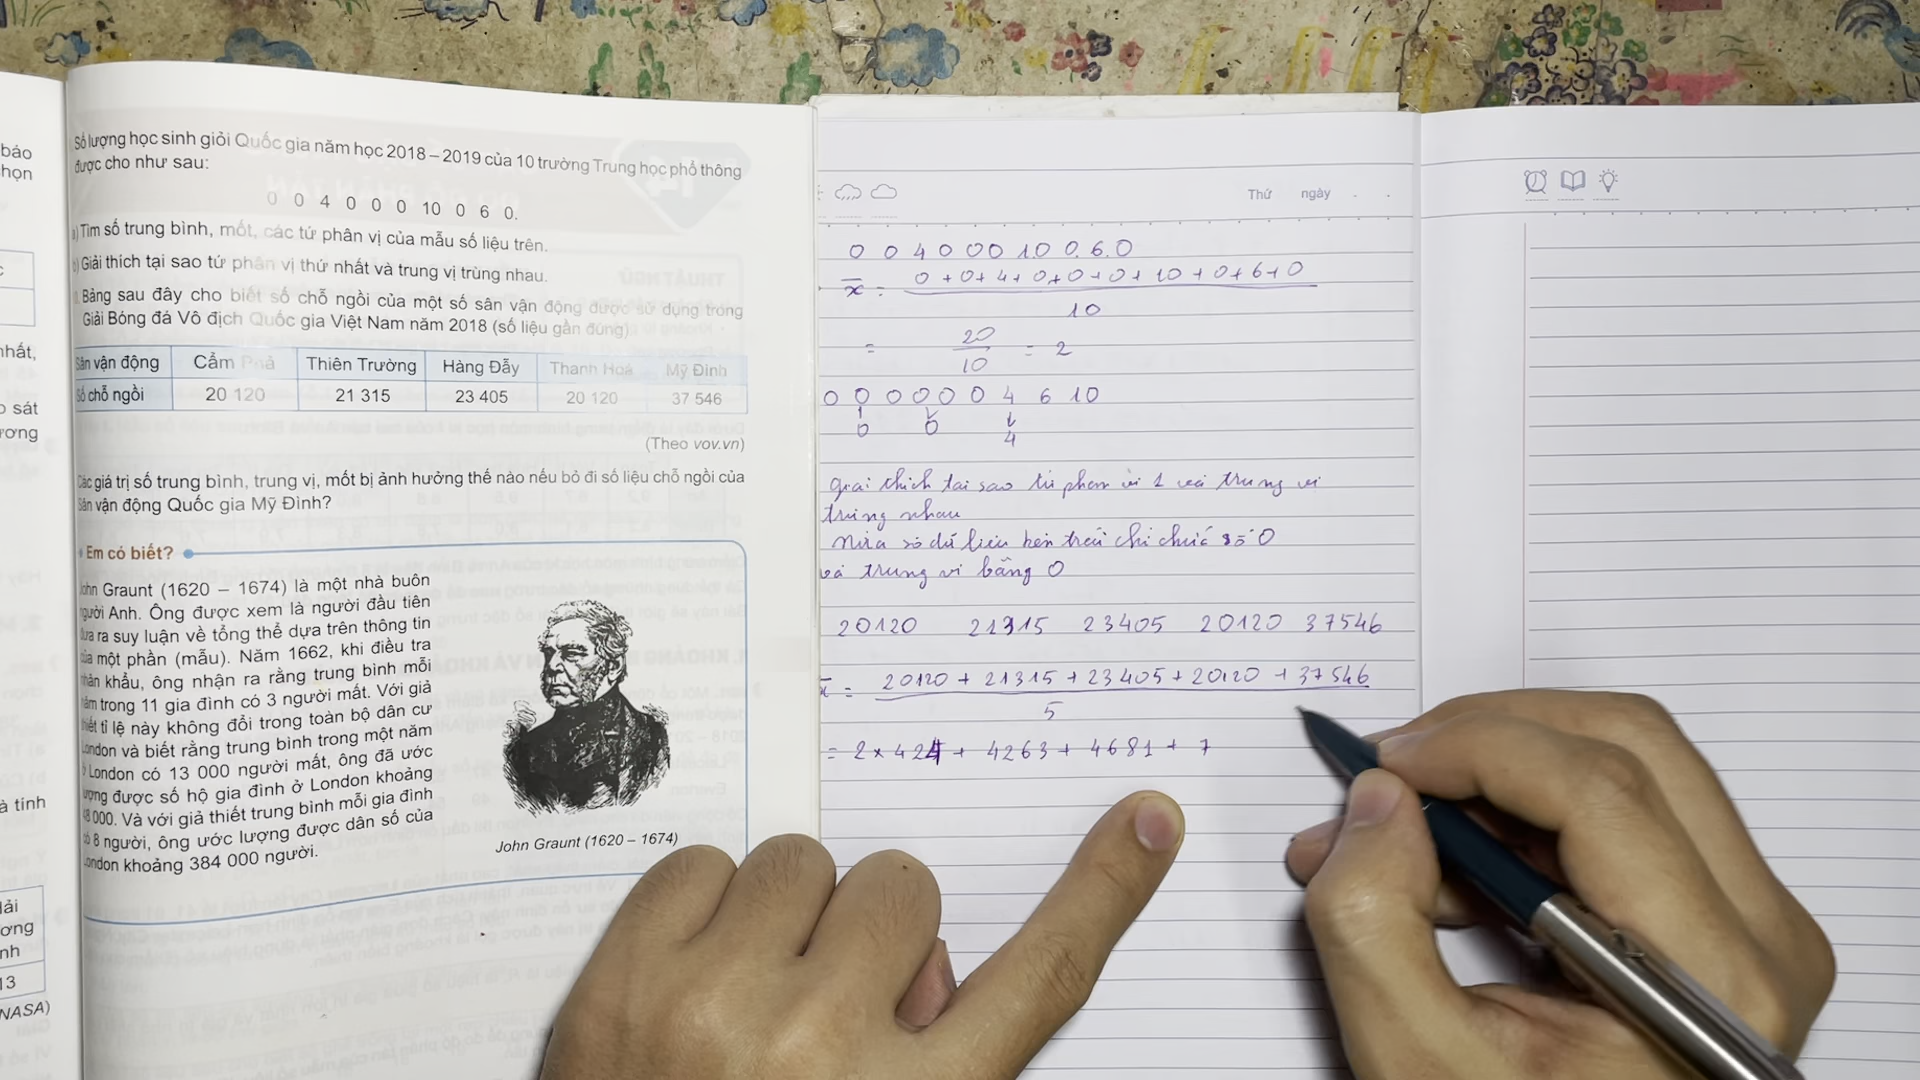 báo
họn
nhất,
o sát
ương
à tính
ải
ơng
nh
13
NASA)
Số lượng học sinh giỏi Quốc gia năm học 2018 – 2019 của 10 trường Trung học phổ thông
được cho như sau:
0 0 4 0 0 0 10 0 6 0.
a) Tìm số trung bình, mốt, các tứ phân vị của mẫu số liệu trên.
b) Giải thích tại sao tứ phân vị thứ nhất và trung vị trùng nhau.
Bảng sau đây cho biết số chỗ ngồi của một số sân vận động được sử dụng trong
Giải Bóng đá Vô địch Quốc gia Việt Nam năm 2018 (số liệu gần đúng)
Sân vận động Cẩm Phả Thiên Trường Hàng Đẫy Thanh Hoá Mỹ Đình
Số chỗ ngồi 20 120 21 315 23 405 20 120 37 546
(Theo vov.vn)
Các giá trị số trung bình, trung vị, mốt bị ảnh hưởng thế nào nếu bỏ đi số liệu chỗ ngồi của
Sân vận động Quốc gia Mỹ Đình?
Em có biết?
John Graunt (1620 – 1674) là một nhà buôn
người Anh. Ông được xem là người đầu tiên
đưa ra suy luận về tổng thể dựa trên thông tin
của một phần (mẫu). Năm 1662, khi điều tra
nhân khẩu, ông nhận ra rằng trung bình mỗi
năm trong 11 gia đình có 3 người mất. Với giả
thiết tỉ lệ này không đổi trong toàn bộ dân cư
London và biết rằng trung bình trong một năm
ở London có 13 000 người mất, ông đã ước
lượng được số hộ gia đình ở London khoảng
48 000. Và với giả thiết trung bình mỗi gia đình
có 8 người, ông ước lượng được dân số của
London khoảng 384 000 người.
John Graunt (1620 – 1674)
Thứ ngày . .
0 0 4 0 0 0 10 0 6 0
x̄ = 0 + 0 + 4 + 0 + 0 + 0 + 10 + 0 + 6 + 0
10
= 20
10 = 2
0 0 0 0 0 0 4 6 10
0 0 4
giải thích tại sao tứ phân vị 1 và trung vị
trùng nhau
Nửa số dữ liệu bên trái chỉ chứa số 0
và trung vị bằng 0
20120 21315 23405 20120 37546
x̄ = 20120 + 21315 + 23405 + 20120 + 37546
5
= 2 × 424 + 4263 + 4681 + 7